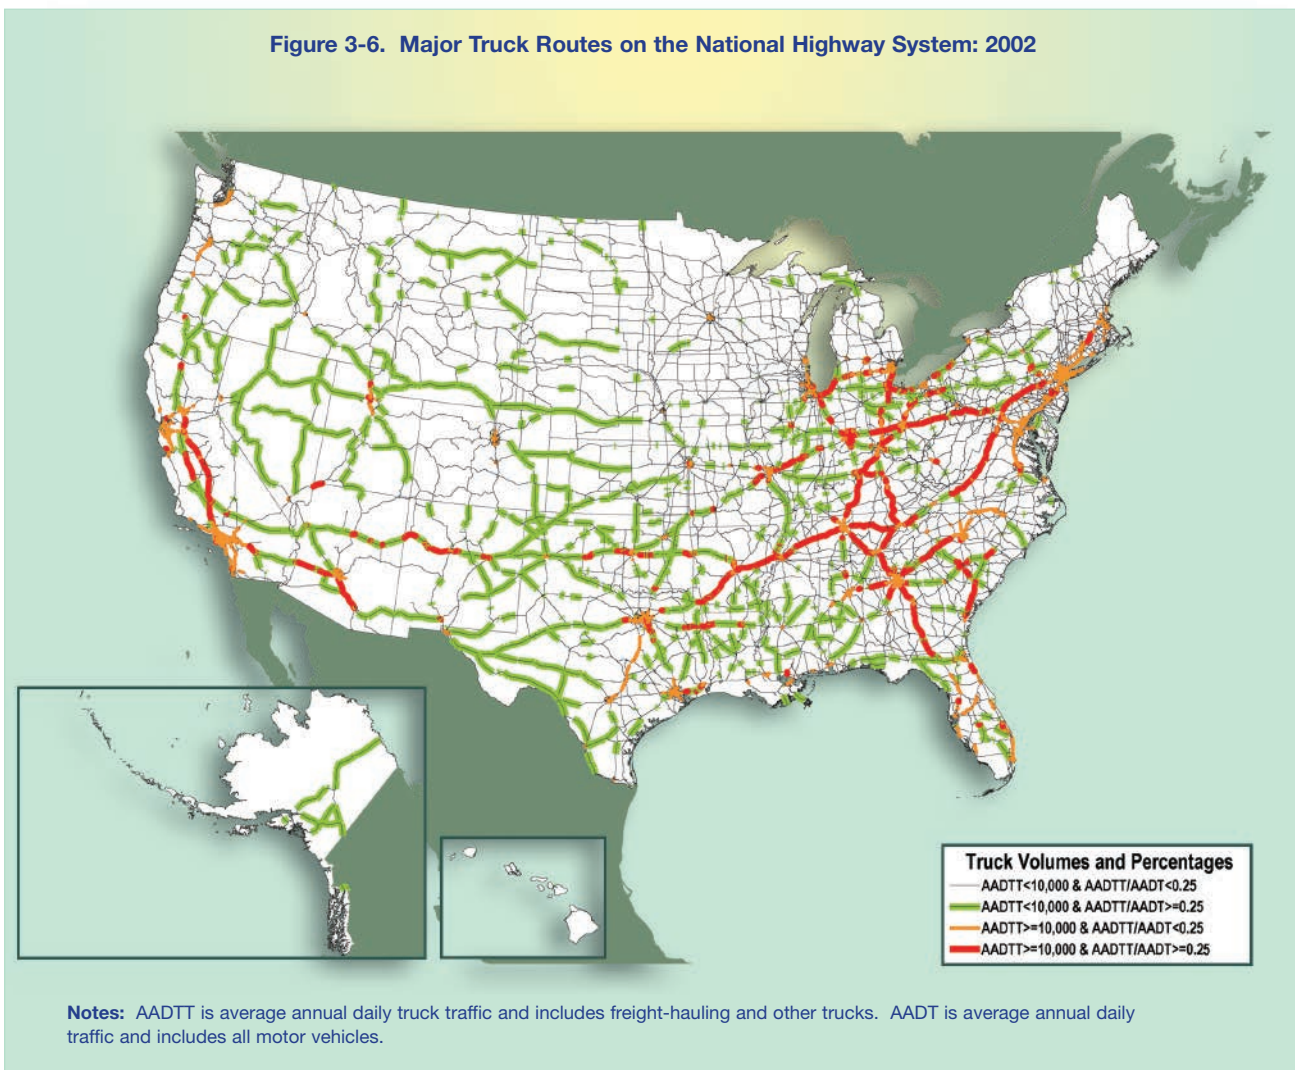 Figure 3-6. Major Truck Routes on the National Highway System: 2002
Truck Volumes and Percentages
AADTT<10,000 & AADTT/AADT<0.25
AADTT<10,000 & AADTT/AADT>=0.25
AADTT>=10,000 & AADTT/AADT<0.25
AADTT>=10,000 & AADTT/AADT>=0.25
Notes: AADTT is average annual daily truck traffic and includes freight-hauling and other trucks. AADT is average annual daily
traffic and includes all motor vehicles.